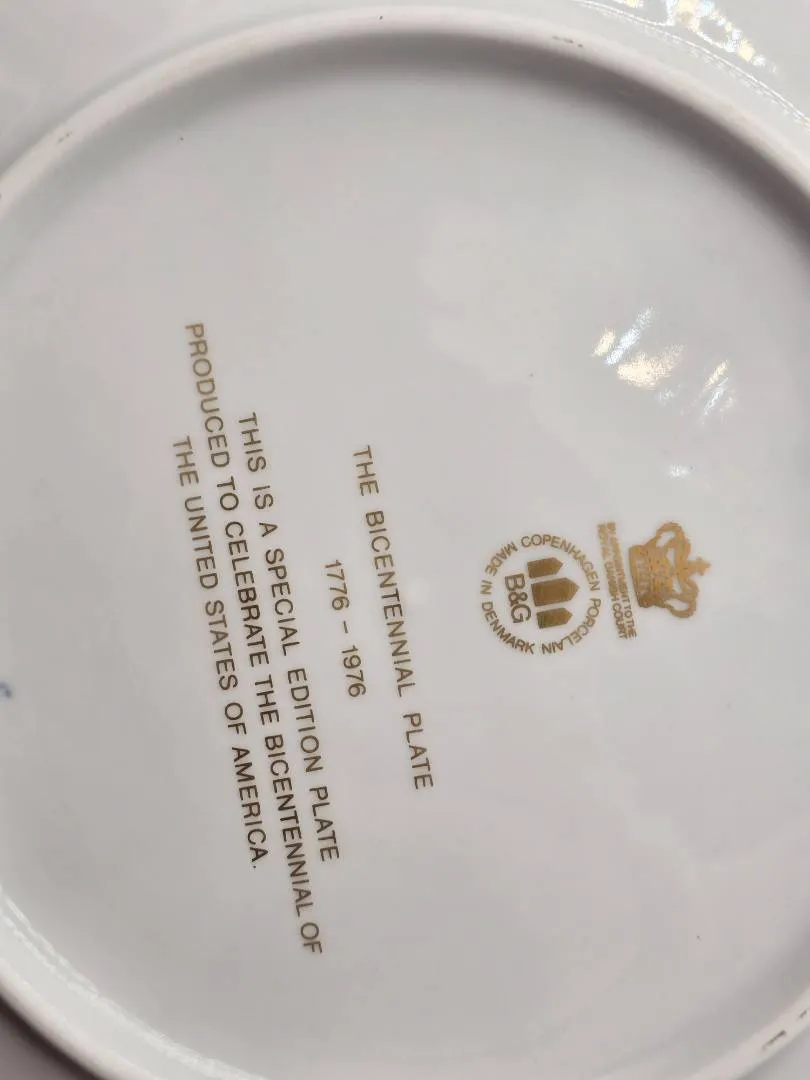 BY APPOINTMENT TO THE
ROYAL DANISH COURT
COPENHAGEN PORCELAIN
B&G
MADE IN DENMARK
THE BICENTENNIAL PLATE
1776 – 1976
THIS IS A SPECIAL EDITION PLATE
PRODUCED TO CELEBRATE THE BICENTENNIAL OF
THE UNITED STATES OF AMERICA.